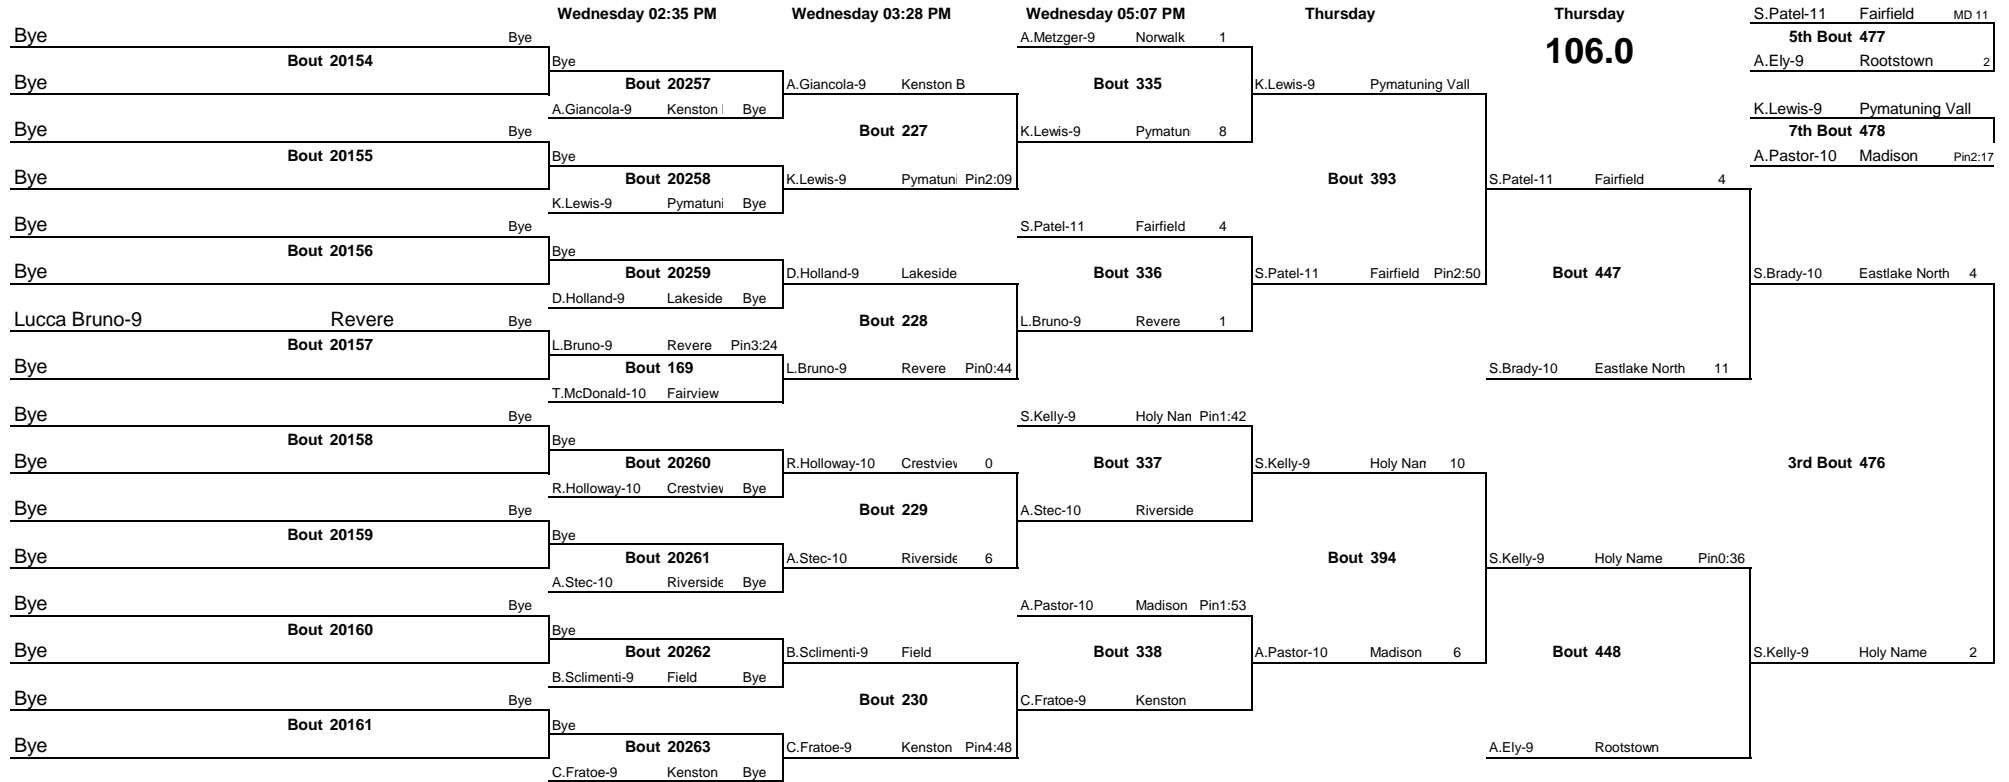 Wednesday 02:35 PM Wednesday 03:28 PM Wednesday 05:07 PM Thursday Thursday
106.0
Bye Bye
Bout 20154
Bye
Bye Bye
Bout 20155
Bye
Bye Bye
Bout 20156
Bye
Lucca Bruno-9 Revere Bye
Bout 20157
Bye
Bye Bye
Bout 20158
Bye
Bye Bye
Bout 20159
Bye
Bye Bye
Bout 20160
Bye
Bye Bye
Bout 20161
Bye
Bye
Bout 20257
A.Giancola-9 Kenston Bye
Bye
Bout 20258
K.Lewis-9 Pymatuni Bye
Bye
Bout 20259
D.Holland-9 Lakeside Bye
L.Bruno-9 Revere Pin3:24
Bout 169
T.McDonald-10 Fairview
Bye
Bout 20260
R.Holloway-10 Crestview Bye
Bye
Bout 20261
A.Stec-10 Riverside Bye
Bye
Bout 20262
B.Sclimenti-9 Field Bye
Bye
Bout 20263
C.Fratoe-9 Kenston Bye
A.Giancola-9 Kenston B
Bout 227
K.Lewis-9 Pymatuni Pin2:09
D.Holland-9 Lakeside
Bout 228
L.Bruno-9 Revere Pin0:44
R.Holloway-10 Crestview 0
Bout 229
A.Stec-10 Riverside 6
B.Sclimenti-9 Field
Bout 230
C.Fratoe-9 Kenston Pin4:48
A.Metzger-9 Norwalk 1
Bout 335
K.Lewis-9 Pymatuni 8
S.Patel-11 Fairfield 4
Bout 336
L.Bruno-9 Revere 1
S.Kelly-9 Holy Nam Pin1:42
Bout 337
A.Stec-10 Riverside
A.Pastor-10 Madison Pin1:53
Bout 338
C.Fratoe-9 Kenston
K.Lewis-9 Pymatuning Vall
Bout 393
S.Patel-11 Fairfield Pin2:50
S.Kelly-9 Holy Nam 10
Bout 394
A.Pastor-10 Madison 6
S.Patel-11 Fairfield 4
Bout 447
S.Brady-10 Eastlake North 11
S.Kelly-9 Holy Name Pin0:36
Bout 448
A.Ely-9 Rootstown
S.Patel-11 Fairfield MD 11
5th Bout 477
A.Ely-9 Rootstown 2
K.Lewis-9 Pymatuning Vall
7th Bout 478
A.Pastor-10 Madison Pin2:17
S.Brady-10 Eastlake North 4
3rd Bout 476
S.Kelly-9 Holy Name 2